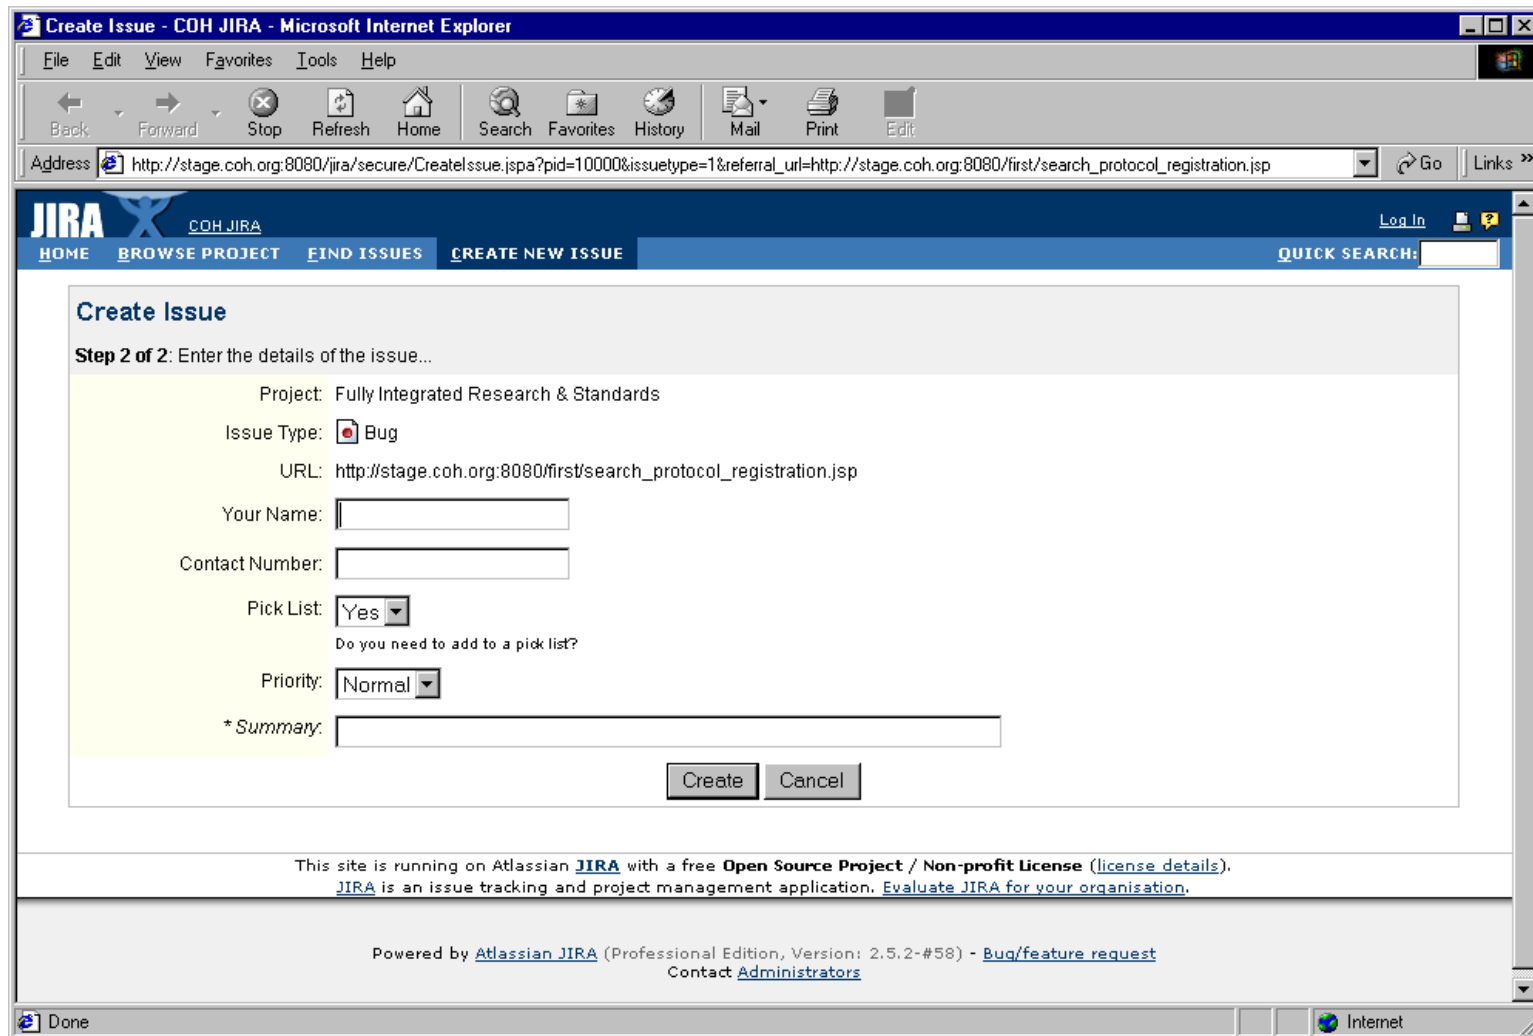 Create Issue - COH JIRA - Microsoft Internet Explorer
File Edit View Favorites Tools Help
Back Forward Stop Refresh Home Search Favorites History Mail Print Edit
Address http://stage.coh.org:8080/jira/secure/CreateIssue.jspa?pid=10000&issuetype=1&referral_url=http://stage.coh.org:8080/first/search_protocol_registration.jsp Go Links »
JIRA COH JIRA Log In ?
HOME BROWSE PROJECT FIND ISSUES CREATE NEW ISSUE QUICK SEARCH:
Create Issue
Step 2 of 2: Enter the details of the issue...
Project: Fully Integrated Research & Standards
Issue Type: Bug
URL: http://stage.coh.org:8080/first/search_protocol_registration.jsp
Your Name:
Contact Number:
Pick List: Yes
Do you need to add to a pick list?
Priority: Normal
* Summary:
Create Cancel
This site is running on Atlassian JIRA with a free Open Source Project / Non-profit License (license details).
JIRA is an issue tracking and project management application. Evaluate JIRA for your organisation.
Powered by Atlassian JIRA (Professional Edition, Version: 2.5.2-#58) - Bug/feature request
Contact Administrators
Done Internet